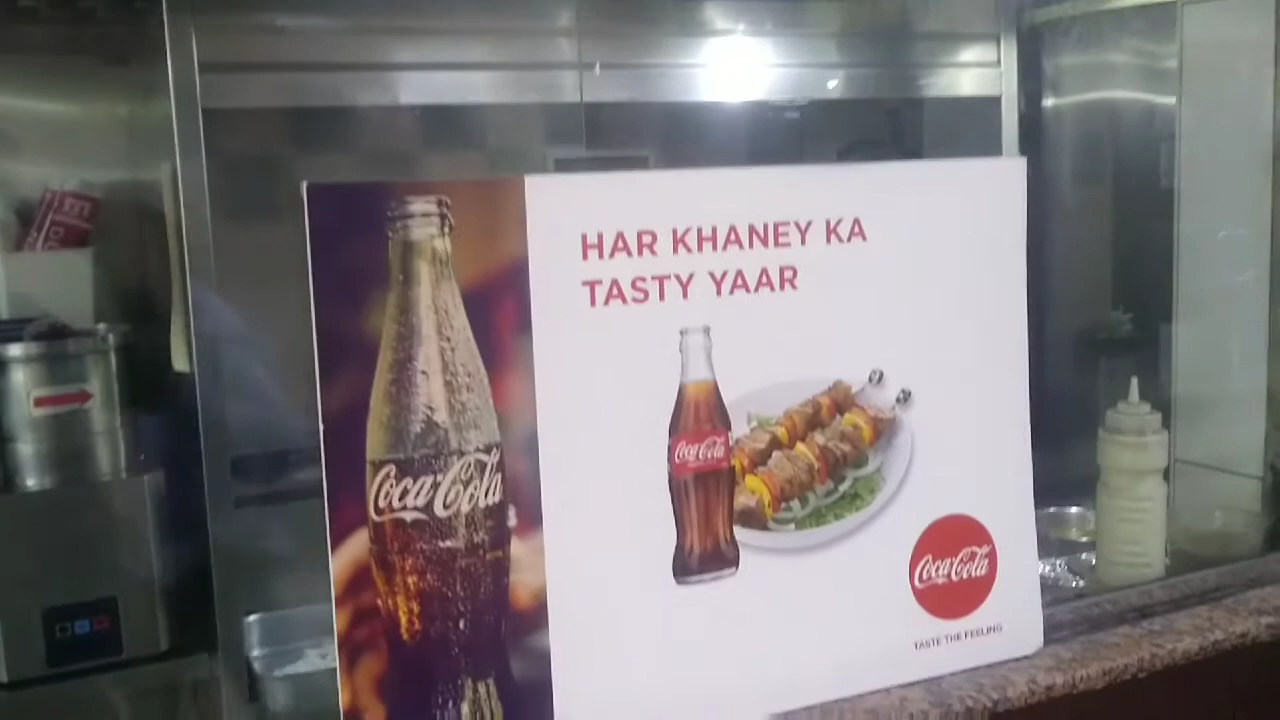 HAR KHANEY KA
TASTY YAAR
Coca-Cola
Coca-Cola
Coca-Cola
TASTE THE FEELING